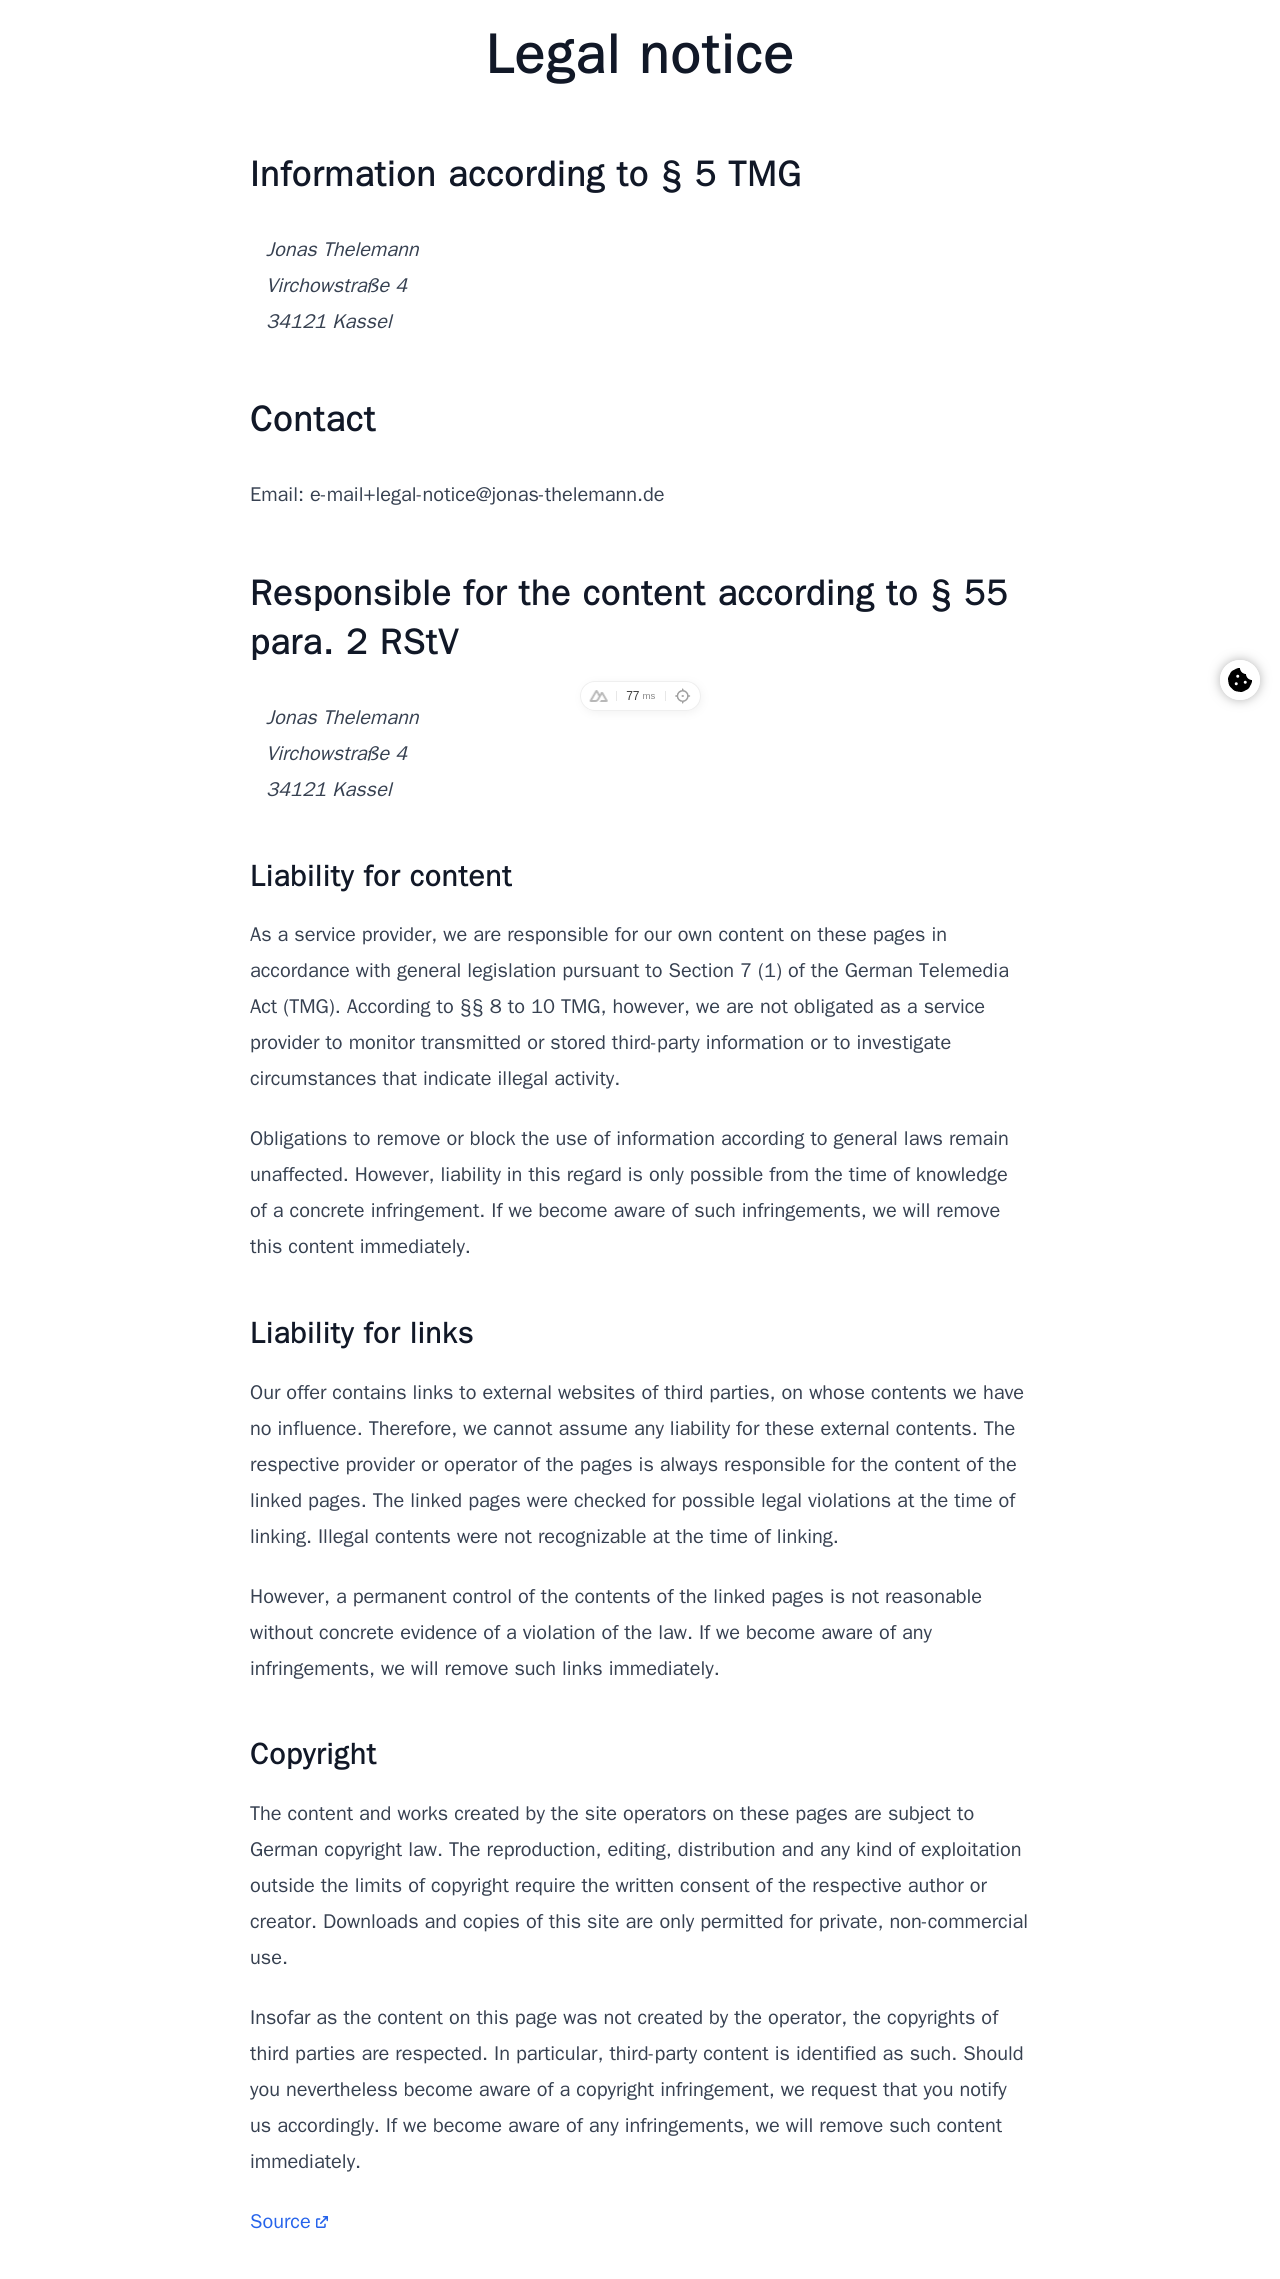 Legal notice
Information according to § 5 TMG
Jonas Thelemann
Virchowstraße 4
34121 Kassel
Contact
Email: e-mail+legal-notice@jonas-thelemann.de
Responsible for the content according to § 55
para. 2 RStV
77 ms
Jonas Thelemann
Virchowstraße 4
34121 Kassel
Liability for content
As a service provider, we are responsible for our own content on these pages in
accordance with general legislation pursuant to Section 7 (1) of the German Telemedia
Act (TMG). According to §§ 8 to 10 TMG, however, we are not obligated as a service
provider to monitor transmitted or stored third-party information or to investigate
circumstances that indicate illegal activity.
Obligations to remove or block the use of information according to general laws remain
unaffected. However, liability in this regard is only possible from the time of knowledge
of a concrete infringement. If we become aware of such infringements, we will remove
this content immediately.
Liability for links
Our offer contains links to external websites of third parties, on whose contents we have
no influence. Therefore, we cannot assume any liability for these external contents. The
respective provider or operator of the pages is always responsible for the content of the
linked pages. The linked pages were checked for possible legal violations at the time of
linking. Illegal contents were not recognizable at the time of linking.
However, a permanent control of the contents of the linked pages is not reasonable
without concrete evidence of a violation of the law. If we become aware of any
infringements, we will remove such links immediately.
Copyright
The content and works created by the site operators on these pages are subject to
German copyright law. The reproduction, editing, distribution and any kind of exploitation
outside the limits of copyright require the written consent of the respective author or
creator. Downloads and copies of this site are only permitted for private, non-commercial
use.
Insofar as the content on this page was not created by the operator, the copyrights of
third parties are respected. In particular, third-party content is identified as such. Should
you nevertheless become aware of a copyright infringement, we request that you notify
us accordingly. If we become aware of any infringements, we will remove such content
immediately.
Source